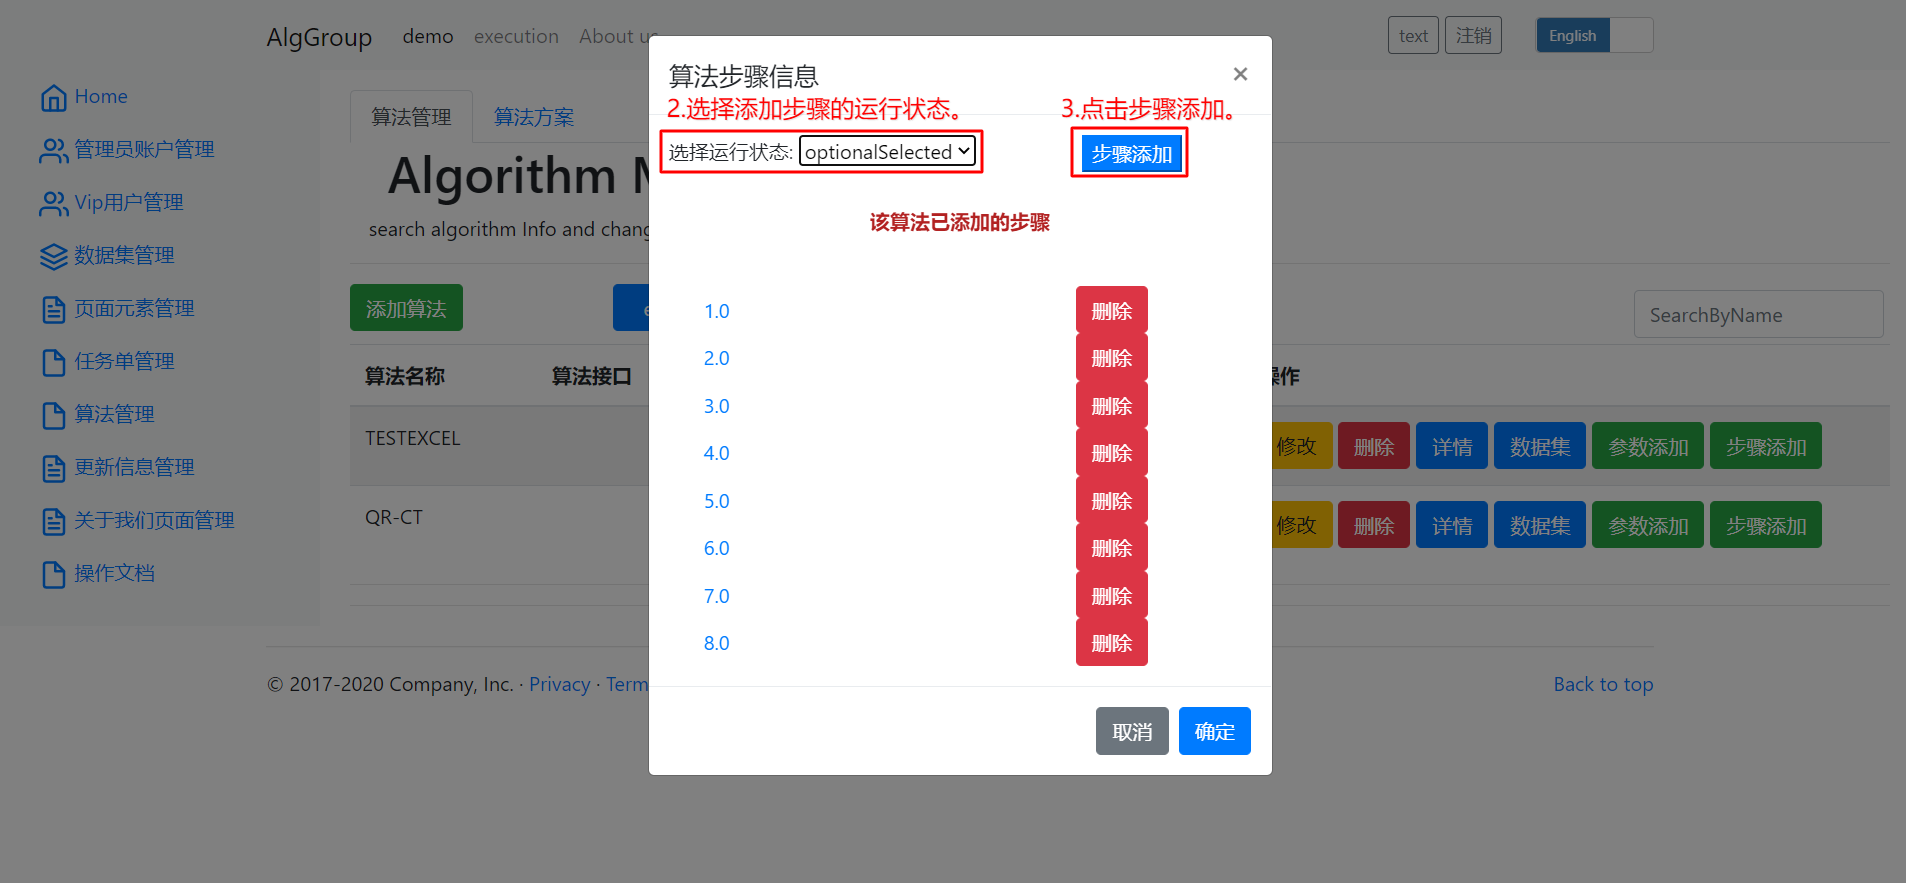 AlgGroup demo execution About us text 注销 English
Home
管理员账户管理
Vip用户管理
数据集管理
页面元素管理
任务单管理
算法管理
更新信息管理
关于我们页面管理
操作文档
算法管理 算法方案
Algorithm
search algorithm Info and
添加算法
SearchByName
算法名称 算法接口 操作
TESTEXCEL 修改 删除 详情 数据集 参数添加 步骤添加
QR-CT 修改 删除 详情 数据集 参数添加 步骤添加
算法步骤信息 ×
2.选择添加步骤的运行状态。 3.点击步骤添加。
选择运行状态: optionalSelected 步骤添加
该算法已添加的步骤
1.0 删除
2.0 删除
3.0 删除
4.0 删除
5.0 删除
6.0 删除
7.0 删除
8.0 删除
取消 确定
© 2017-2020 Company, Inc. · Privacy · Term
Back to top